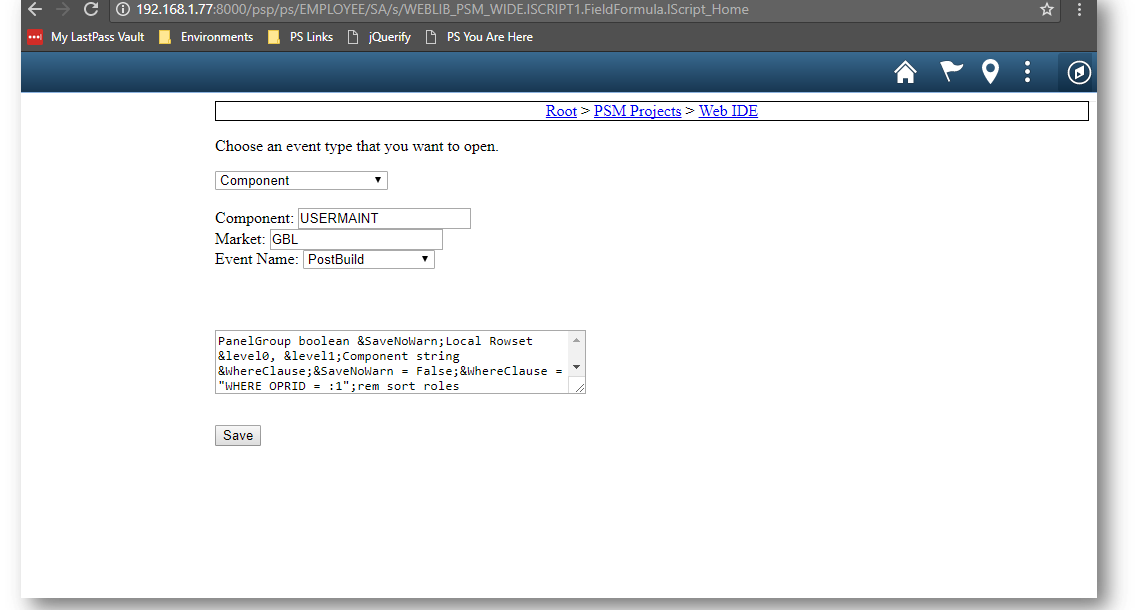 192.168.1.77:8000/psp/ps/EMPLOYEE/SA/s/WEBLIB_PSM_WIDE.ISCRIPT1.FieldFormula.IScript_Home
My LastPass Vault Environments PS Links jQuerify PS You Are Here
Root > PSM Projects > Web IDE
Choose an event type that you want to open.
Component
Component: USERMAINT
Market: GBL
Event Name: PostBuild
PanelGroup boolean &SaveNoWarn;Local Rowset
&level0, &level1;Component string
&WhereClause;&SaveNoWarn = False;&WhereClause =
"WHERE OPRID = :1";rem sort roles
Save